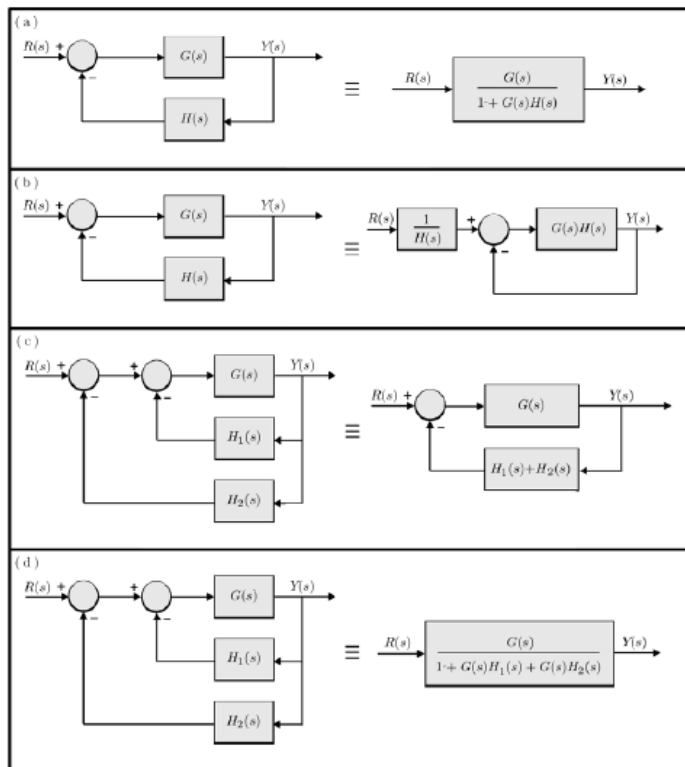 (a)
R(s) + G(s) Y(s)
−
H(s)
≡
R(s) G(s) Y(s)
1 + G(s)H(s)
(b)
R(s) + G(s) Y(s)
−
H(s)
≡
R(s) 1 + G(s)H(s) Y(s)
H(s) −
(c)
R(s) + + G(s) Y(s)
− −
H₁(s)
H₂(s)
≡
R(s) + G(s) Y(s)
−
H₁(s)+H₂(s)
(d)
R(s) + + G(s) Y(s)
− −
H₁(s)
H₂(s)
≡
R(s) G(s) Y(s)
1 + G(s)H₁(s) + G(s)H₂(s)